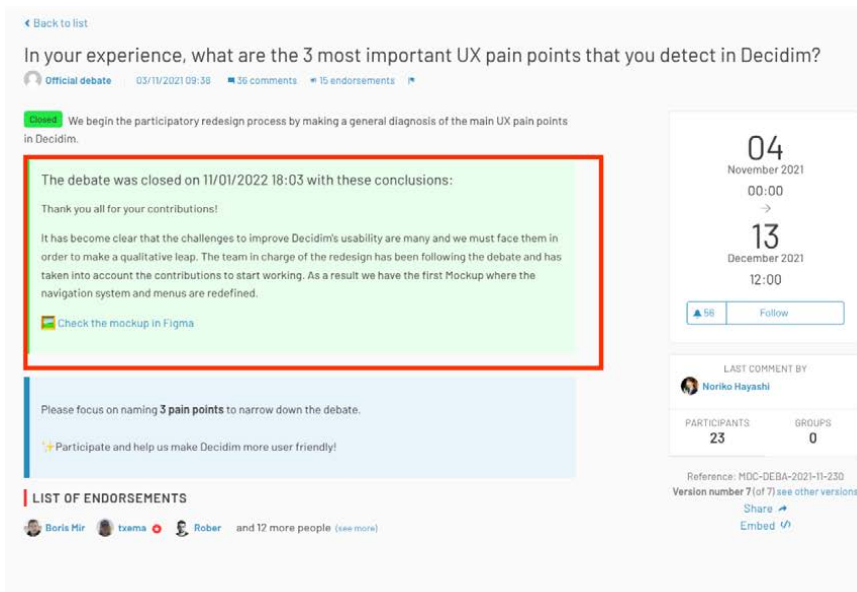 Back to list
In your experience, what are the 3 most important UX pain points that you detect in Decidim?
Official debate 03/11/2021 09:38 36 comments 15 endorsements
Closed We begin the participatory redesign process by making a general diagnosis of the main UX pain points
in Decidim.
The debate was closed on 11/01/2022 18:03 with these conclusions:
Thank you all for your contributions!
It has become clear that the challenges to improve Decidim's usability are many and we must face them in
order to make a qualitative leap. The team in charge of the redesign has been following the debate and has
taken into account the contributions to start working. As a result we have the first Mockup where the
navigation system and menus are redefined.
Check the mockup in Figma
Please focus on naming 3 pain points to narrow down the debate.
✨Participate and help us make Decidim more user friendly!
LIST OF ENDORSEMENTS
Boris Mir txema Rober and 12 more people (see more)
04
November 2021
00:00
→
13
December 2021
12:00
56 Follow
LAST COMMENT BY
Noriko Hayashi
PARTICIPANTS GROUPS
23 0
Reference: MDC-DEBA-2021-11-230
Version number 7 (of 7) see other versions
Share
Embed